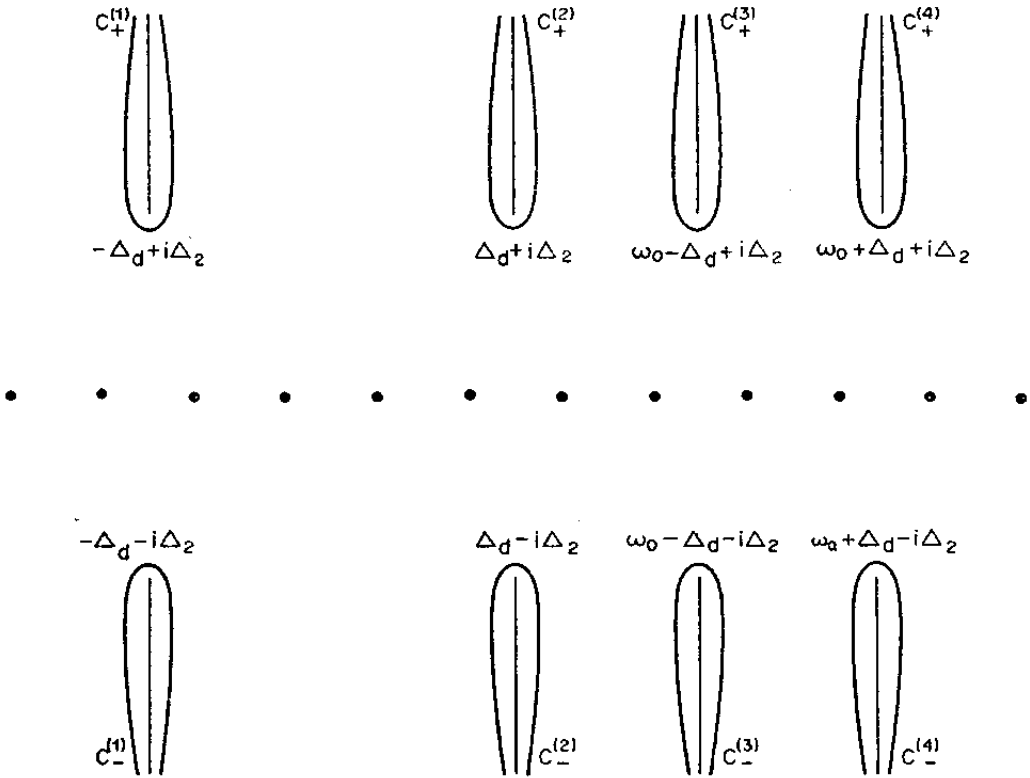 C₊⁽¹⁾ C₊⁽²⁾ C₊⁽³⁾ C₊⁽⁴⁾
-Δd+iΔ₂ Δd+iΔ₂ ω₀-Δd+iΔ₂ ω₀+Δd+iΔ₂
-Δd-iΔ₂ Δd-iΔ₂ ω₀-Δd-iΔ₂ ω₀+Δd-iΔ₂
C₋⁽¹⁾ C₋⁽²⁾ C₋⁽³⁾ C₋⁽⁴⁾